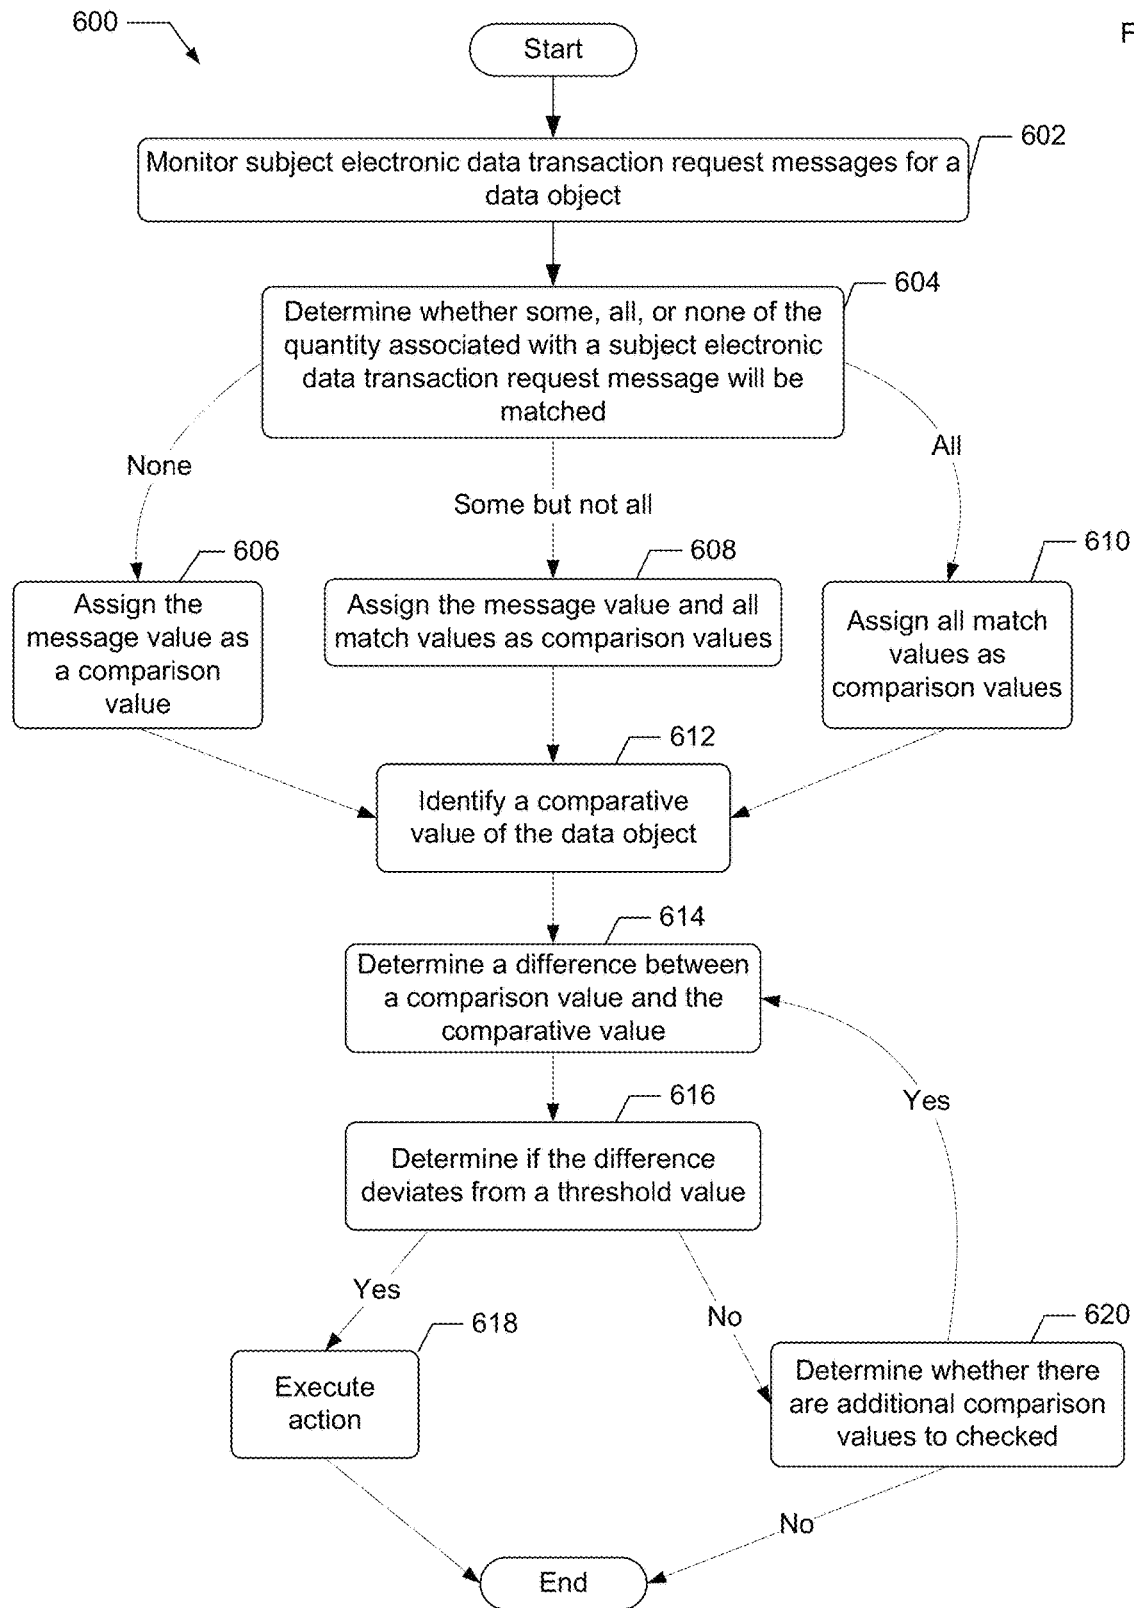 600
F
Start
602
Monitor subject electronic data transaction request messages for a
data object
604
Determine whether some, all, or none of the
quantity associated with a subject electronic
data transaction request message will be
matched
None
Some but not all
All
606
Assign the
message value as
a comparison
value
608
Assign the message value and all
match values as comparison values
610
Assign all match
values as
comparison values
612
Identify a comparative
value of the data object
614
Determine a difference between
a comparison value and the
comparative value
616
Determine if the difference
deviates from a threshold value
Yes
Yes
No
618
Execute
action
620
Determine whether there
are additional comparison
values to checked
No
End